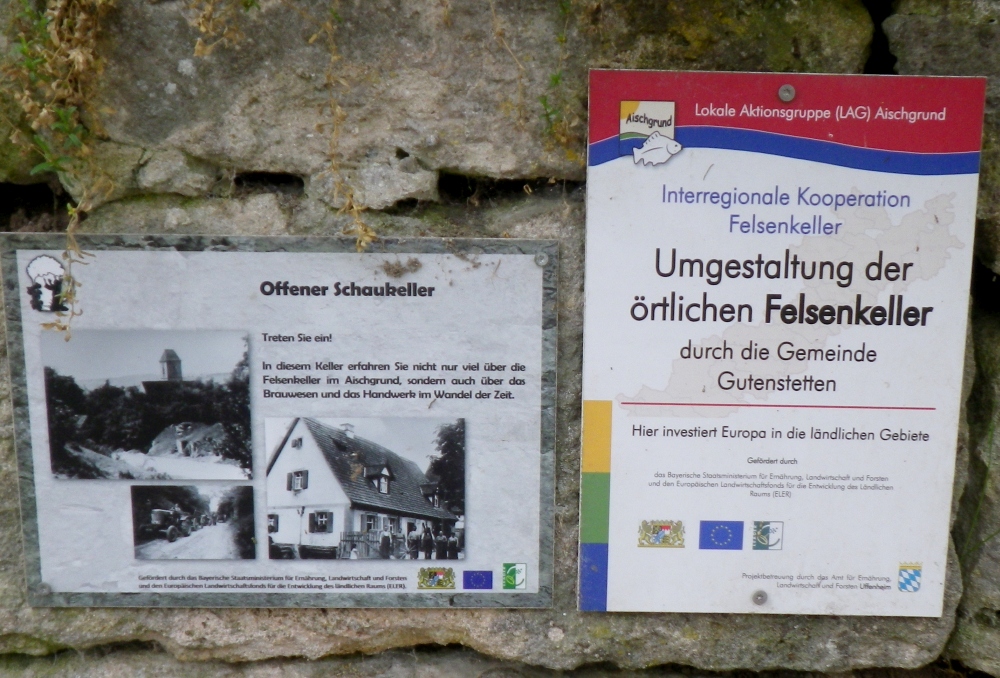 Offener Schaukeller
Treten Sie ein!
In diesem Keller erfahren Sie nicht nur viel über die
Felsenkeller im Aischgrund, sondern auch über das
Brauwesen und das Handwerk im Wandel der Zeit.
Gefördert durch das Bayerische Staatsministerium für Ernährung, Landwirtschaft und Forsten
und den Europäischen Landwirtschaftsfonds für die Entwicklung des ländlichen Raums (ELER).
Aischgrund
Lokale Aktionsgruppe (LAG) Aischgrund
Interregionale Kooperation
Felsenkeller
Umgestaltung der
örtlichen Felsenkeller
durch die Gemeinde
Gutenstetten
Hier investiert Europa in die ländlichen Gebiete
Gefördert durch
das Bayerische Staatsministerium für Ernährung, Landwirtschaft und Forsten
und den Europäischen Landwirtschaftsfonds für die Entwicklung des Ländlichen
Raums (ELER)
Projektbetreuung durch das Amt für Ernährung,
Landwirtschaft und Forsten Uffenheim